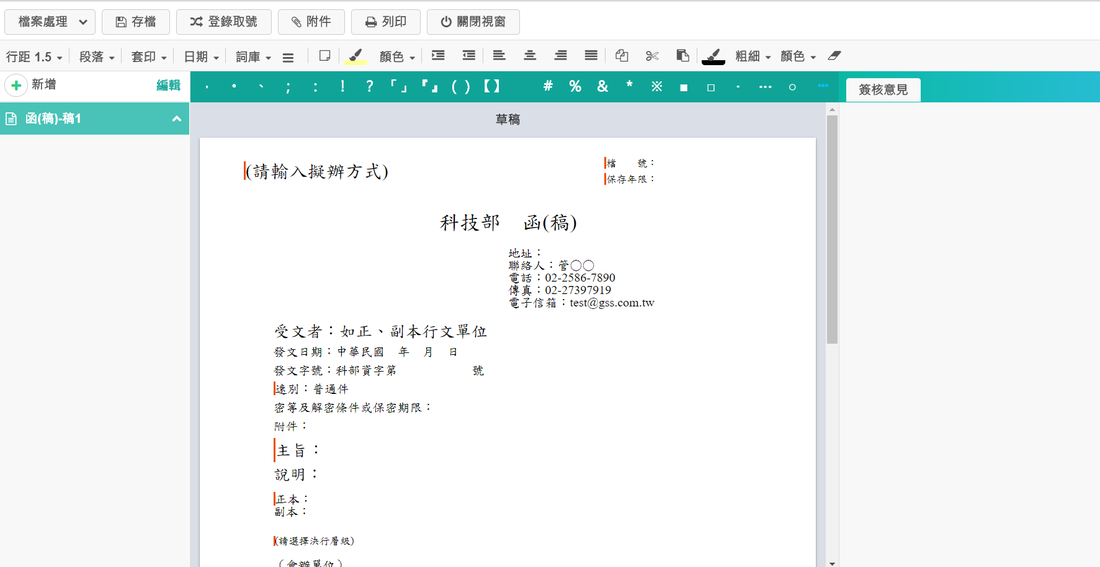 檔案處理 存檔 登錄取號 附件 列印 關閉視窗
行距 1.5 段落 套印 日期 詞庫 顏色 粗細 顏色
新增 編輯 , 。 、 ; : ! ? 「」 『』 ( ) 【】 # % & * ※ ■ □ · ··· ○ 簽核意見
函(稿)-稿1
草稿
(請輸入擬辦方式)
檔 號：
保存年限：
科技部 函(稿)
地址：
聯絡人：管○○
電話：02-2586-7890
傳真：02-27397919
電子信箱：test@gss.com.tw
受文者：如正、副本行文單位
發文日期：中華民國 年 月 日
發文字號：科部資字第 號
速別：普通件
密等及解密條件或保密期限：
附件：
主旨：
說明：
正本：
副本：
(請選擇決行層級)
（會辦單位）